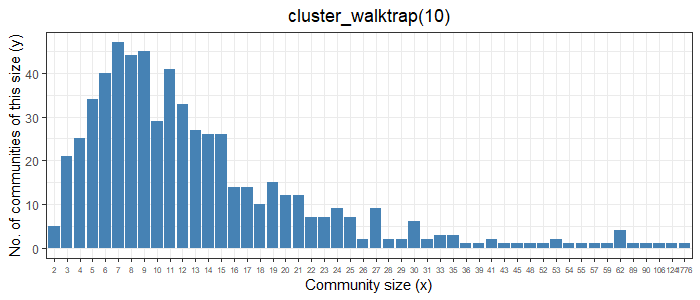 cluster_walktrap(10)
No. of communities of this size (y)
40
30
20
10
0
2 3 4 5 6 7 8 9 10 11 12 13 14 15 16 17 18 19 20 21 22 23 24 25 26 27 28 29 30 31 33 35 36 39 41 43 45 48 52 53 54 55 57 59 62 89 90 106 124 1776
Community size (x)